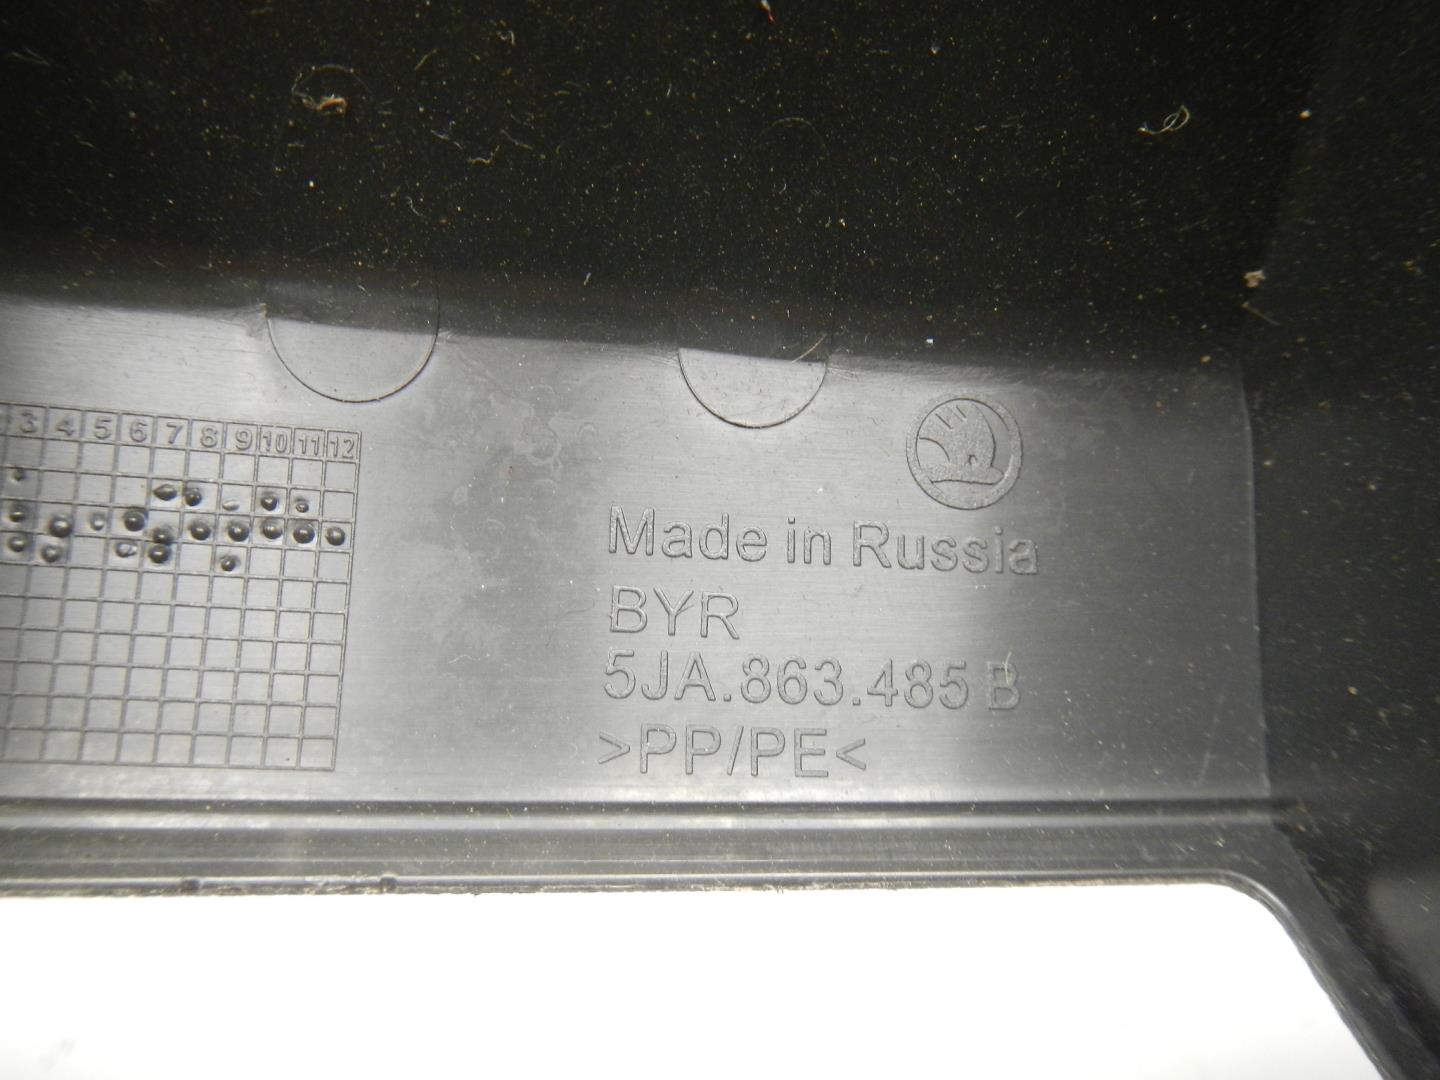 3 4 5 6 7 8 9 10 11 12
Made in Russia
BYR
5JA.863.485 B
>PP/PE<